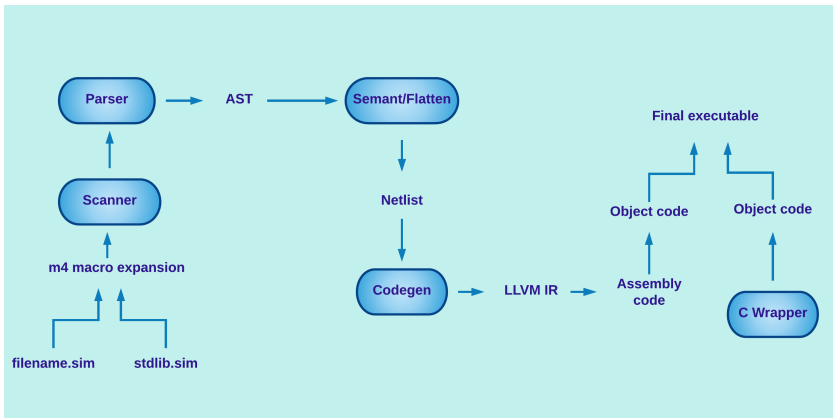 Parser
AST
Semant/Flatten
Final executable
Scanner
Netlist
Object code
Object code
m4 macro expansion
Codegen
LLVM IR
Assembly
code
C Wrapper
filename.sim
stdlib.sim